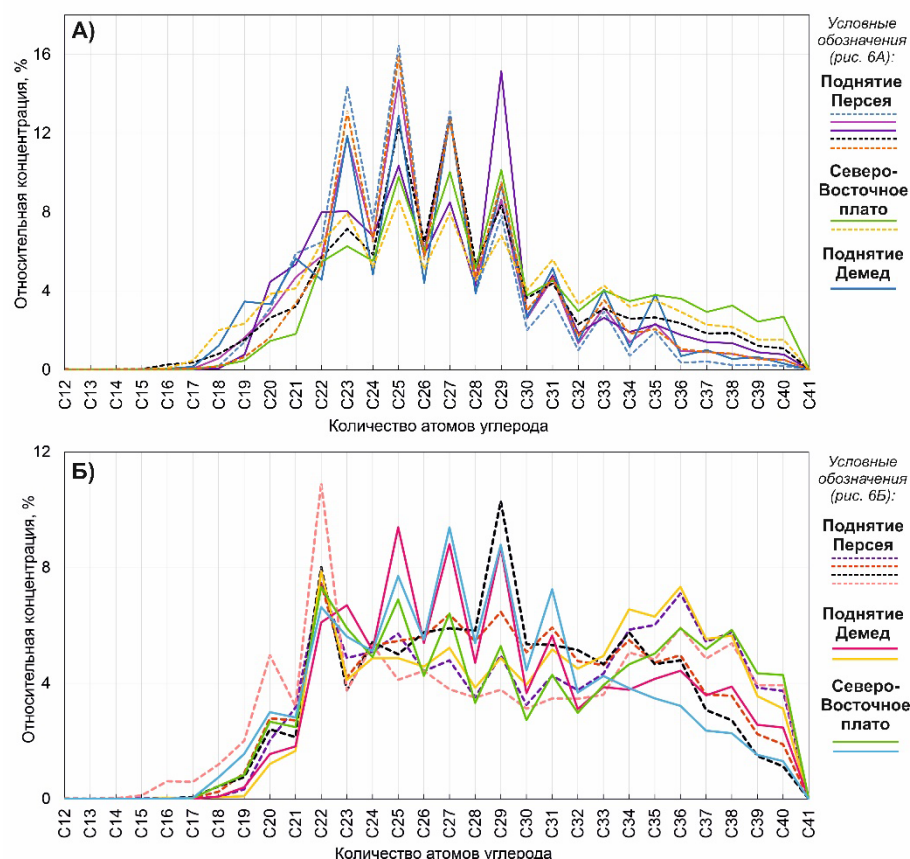 А)
Относительная концентрация, %
16
12
8
4
0
C12 C13 C14 C15 C16 C17 C18 C19 C20 C21 C22 C23 C24 C25 C26 C27 C28 C29 C30 C31 C32 C33 C34 C35 C36 C37 C38 C39 C40 C41
Количество атомов углерода
Условные
обозначения
(рис. 6А):
Поднятие
Персея
Северо-
Восточное
плато
Поднятие
Демед
Б)
Относительная концентрация, %
12
8
4
0
C12 C13 C14 C15 C16 C17 C18 C19 C20 C21 C22 C23 C24 C25 C26 C27 C28 C29 C30 C31 C32 C33 C34 C35 C36 C37 C38 C39 C40 C41
Количество атомов углерода
Условные
обозначения
(рис. 6Б):
Поднятие
Персея
Поднятие
Демед
Северо-
Восточное
плато